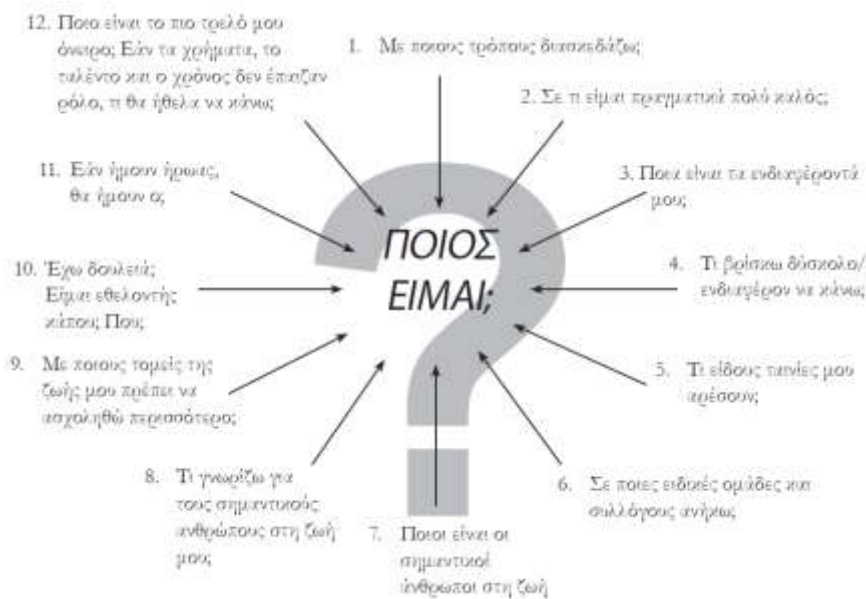 12. Ποιο είναι το πιο τρελό μου
όνειρο; Εάν τα χρήματα, το
ταλέντο και ο χρόνος δεν έπαιζαν
ρόλο, τι θα ήθελα να κάνω;
1. Με ποιους τρόπους διασκεδάζω;
2. Σε τι είμαι πραγματικά πολύ καλός;
3. Ποια είναι τα ενδιαφέροντά
μου;
4. Τι βρίσκω δύσκολο/
ενδιαφέρον να κάνω;
5. Τι είδους ταινίες μου
αρέσουν;
6. Σε ποιες ειδικές ομάδες και
συλλόγους ανήκω;
7. Ποιοι είναι οι
σημαντικοί
άνθρωποι στη ζωή
8. Τι γνωρίζω για
τους σημαντικούς
ανθρώπους στη ζωή
μου;
9. Με ποιους τομείς της
ζωής μου πρέπει να
ασχοληθώ περισσότερο;
10. Έχω δουλειά;
Είμαι εθελοντής
κάπου; Που;
11. Εάν ήμουν ήρωας,
θα ήμουν ο;
ΠΟΙΟΣ
ΕΙΜΑΙ;